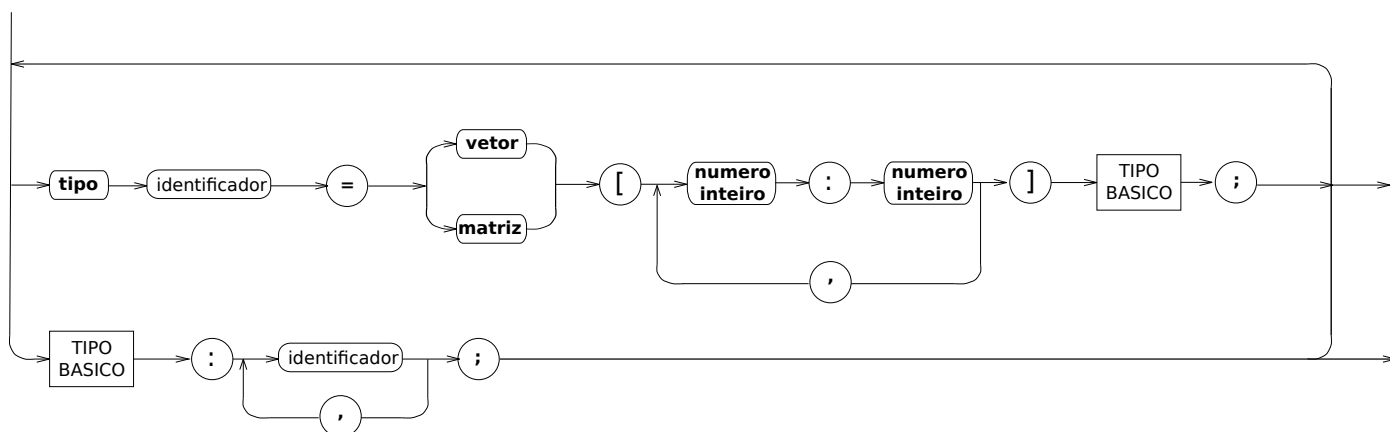 vetor
tipo identificador = [ numero : numero ] TIPO ;
inteiro inteiro BASICO
matriz
,
TIPO : identificador ;
BASICO
,